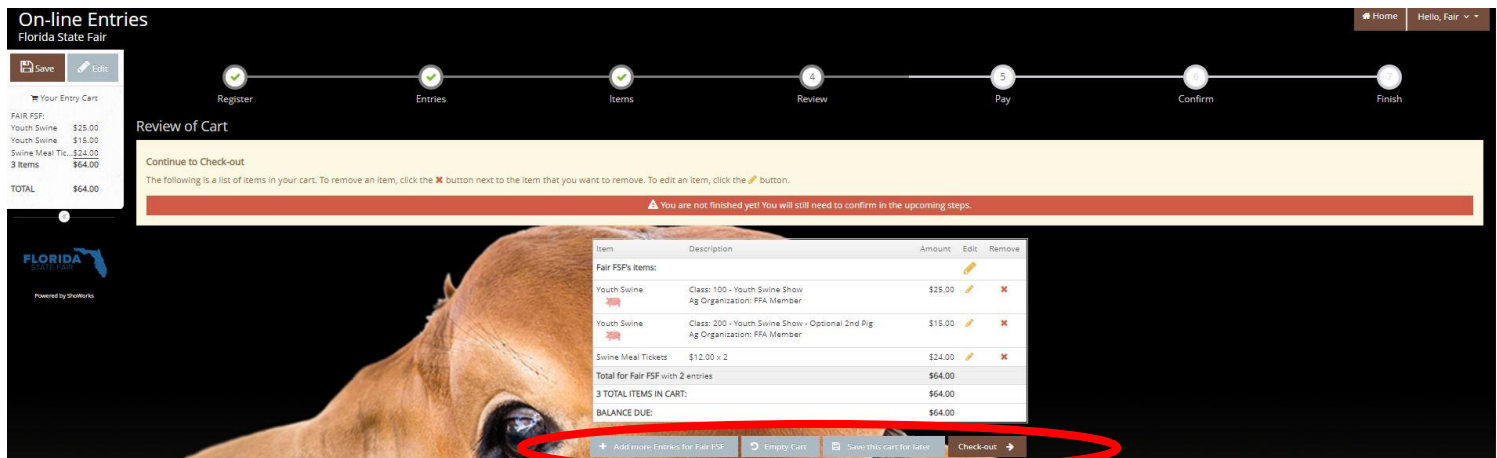 On-line Entries
Florida State Fair
Home Hello, Fair
Save Edit
Your Entry Cart
FAIR FSF:
Youth Swine $25.00
Youth Swine $15.00
Swine Meal Tic... $24.00
3 Items $64.00
TOTAL $64.00
FLORIDA
STATE FAIR
Powered by ShoWorks
4 5 6 7
Register Entries Items Review Pay Confirm Finish
Review of Cart
Continue to Check-out
The following is a list of items in your cart. To remove an item, click the ✖ button next to the item that you want to remove. To edit an item, click the button.
You are not finished yet! You will still need to confirm in the upcoming steps.
Item Description Amount Edit Remove
Fair FSF's items:
Youth Swine Class: 100 - Youth Swine Show $25.00
Ag Organization: FFA Member
Youth Swine Class: 200 - Youth Swine Show - Optional 2nd Pig $15.00
Ag Organization: FFA Member
Swine Meal Tickets $12.00 x 2 $24.00
Total for Fair FSF with 2 entries $64.00
3 TOTAL ITEMS IN CART: $64.00
BALANCE DUE: $64.00
+ Add more Entries for Fair FSF Empty Cart Save this cart for later Check-out →